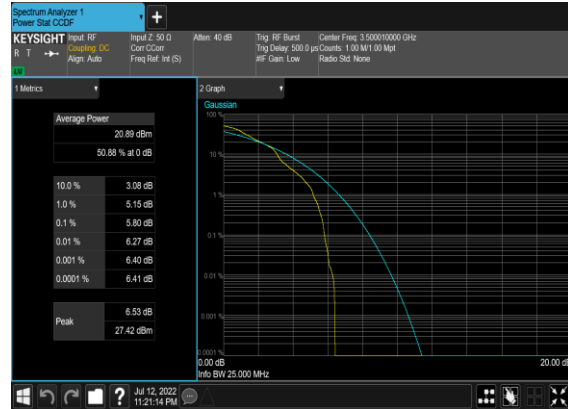 Spectrum Analyzer 1
Power Stat CCDF
KEYSIGHT
R T
LXI
Input: RF
Coupling: DC
Align: Auto
Input Z: 50 Ω
Corr CCorr
Freq Ref: Int (S)
Atten: 40 dB
Trig: RF Burst
Trig Delay: 500.0 µs
#IF Gain: Low
Center Freq: 3.500010000 GHz
Counts: 1.00 M/1.00 Mpt
Radio Std: None
1 Metrics
Average Power
20.89 dBm
50.88 % at 0 dB
10.0 % 3.08 dB
1.0 % 5.15 dB
0.1 % 5.80 dB
0.01 % 6.27 dB
0.001 % 6.40 dB
0.0001 % 6.41 dB
Peak
6.53 dB
27.42 dBm
2 Graph
Gaussian
100 %
10 %
1 %
0.1 %
0.01 %
0.001 %
0.0001 %
0.00 dB
20.00 dB
Info BW 25.000 MHz
?
Jul 12, 2022
11:21:14 PM